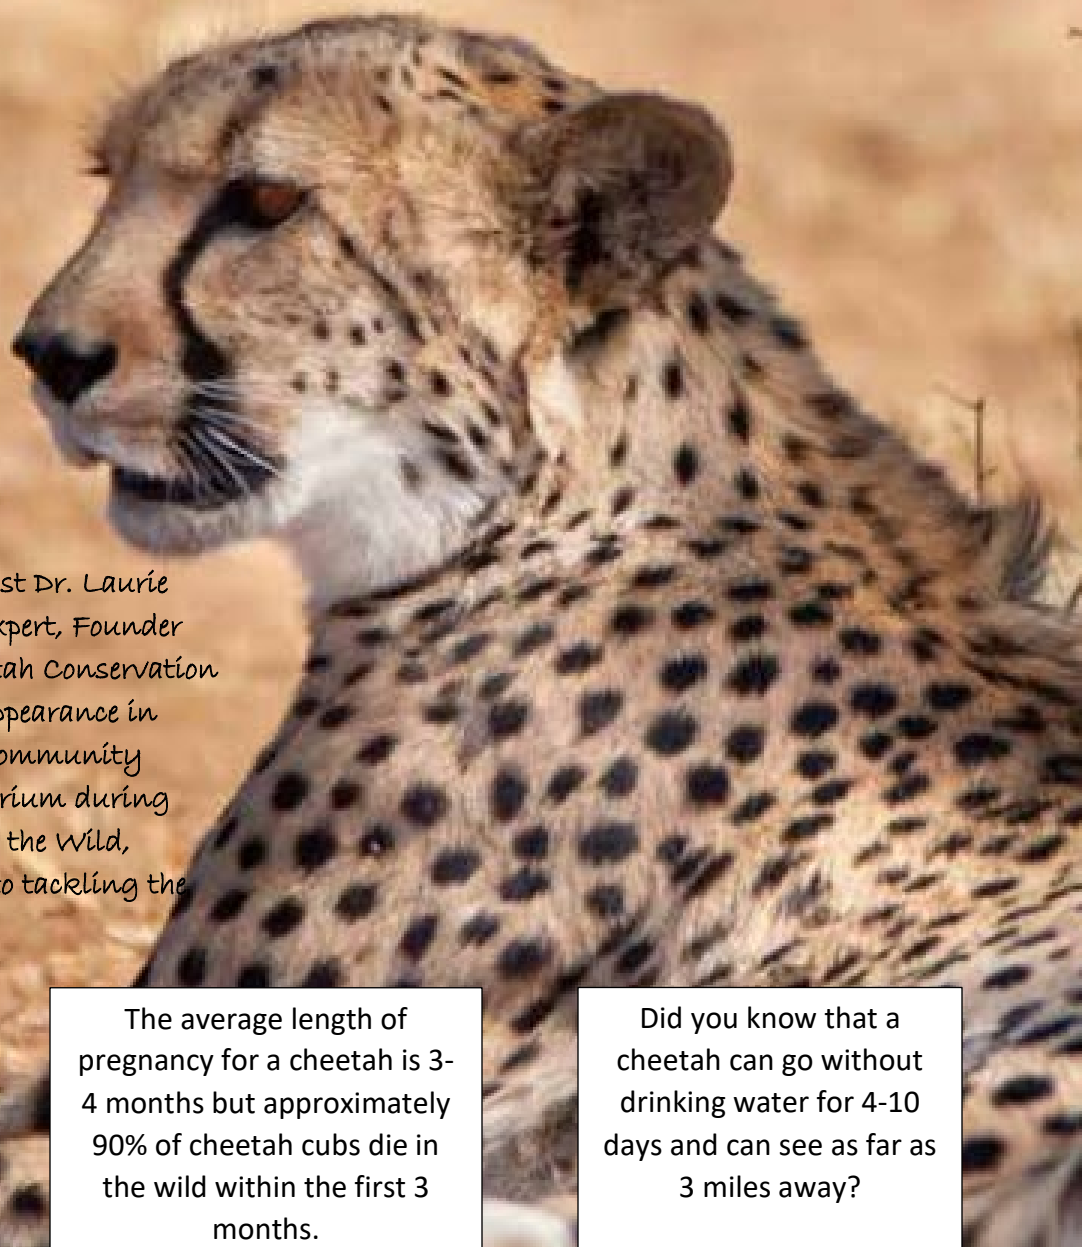 st Dr. Laurie
xpert, Founder
tah Conservation
ppearance in
ommunity
rium during
the Wild,
o tackling the
The average length of
pregnancy for a cheetah is 3-
4 months but approximately
90% of cheetah cubs die in
the wild within the first 3
months.
Did you know that a
cheetah can go without
drinking water for 4-10
days and can see as far as
3 miles away?